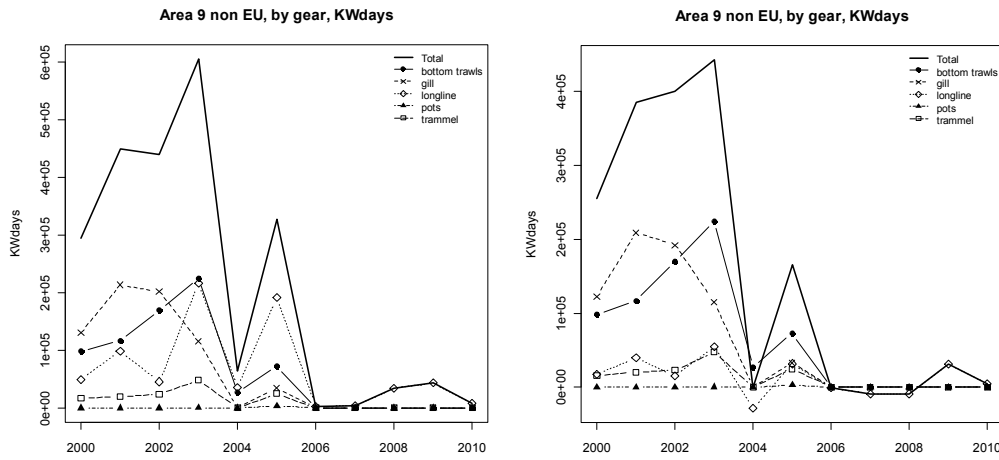 Area 9 non EU, by gear, KWdays
KWdays
6e+05
5e+05
4e+05
3e+05
2e+05
1e+05
0e+00
Total
bottom trawls
gill
longline
pots
trammel
2000 2002 2004 2006 2008 2010
Area 9 non EU, by gear, KWdays
KWdays
4e+05
3e+05
2e+05
1e+05
0e+00
Total
bottom trawls
gill
longline
pots
trammel
2000 2002 2004 2006 2008 2010